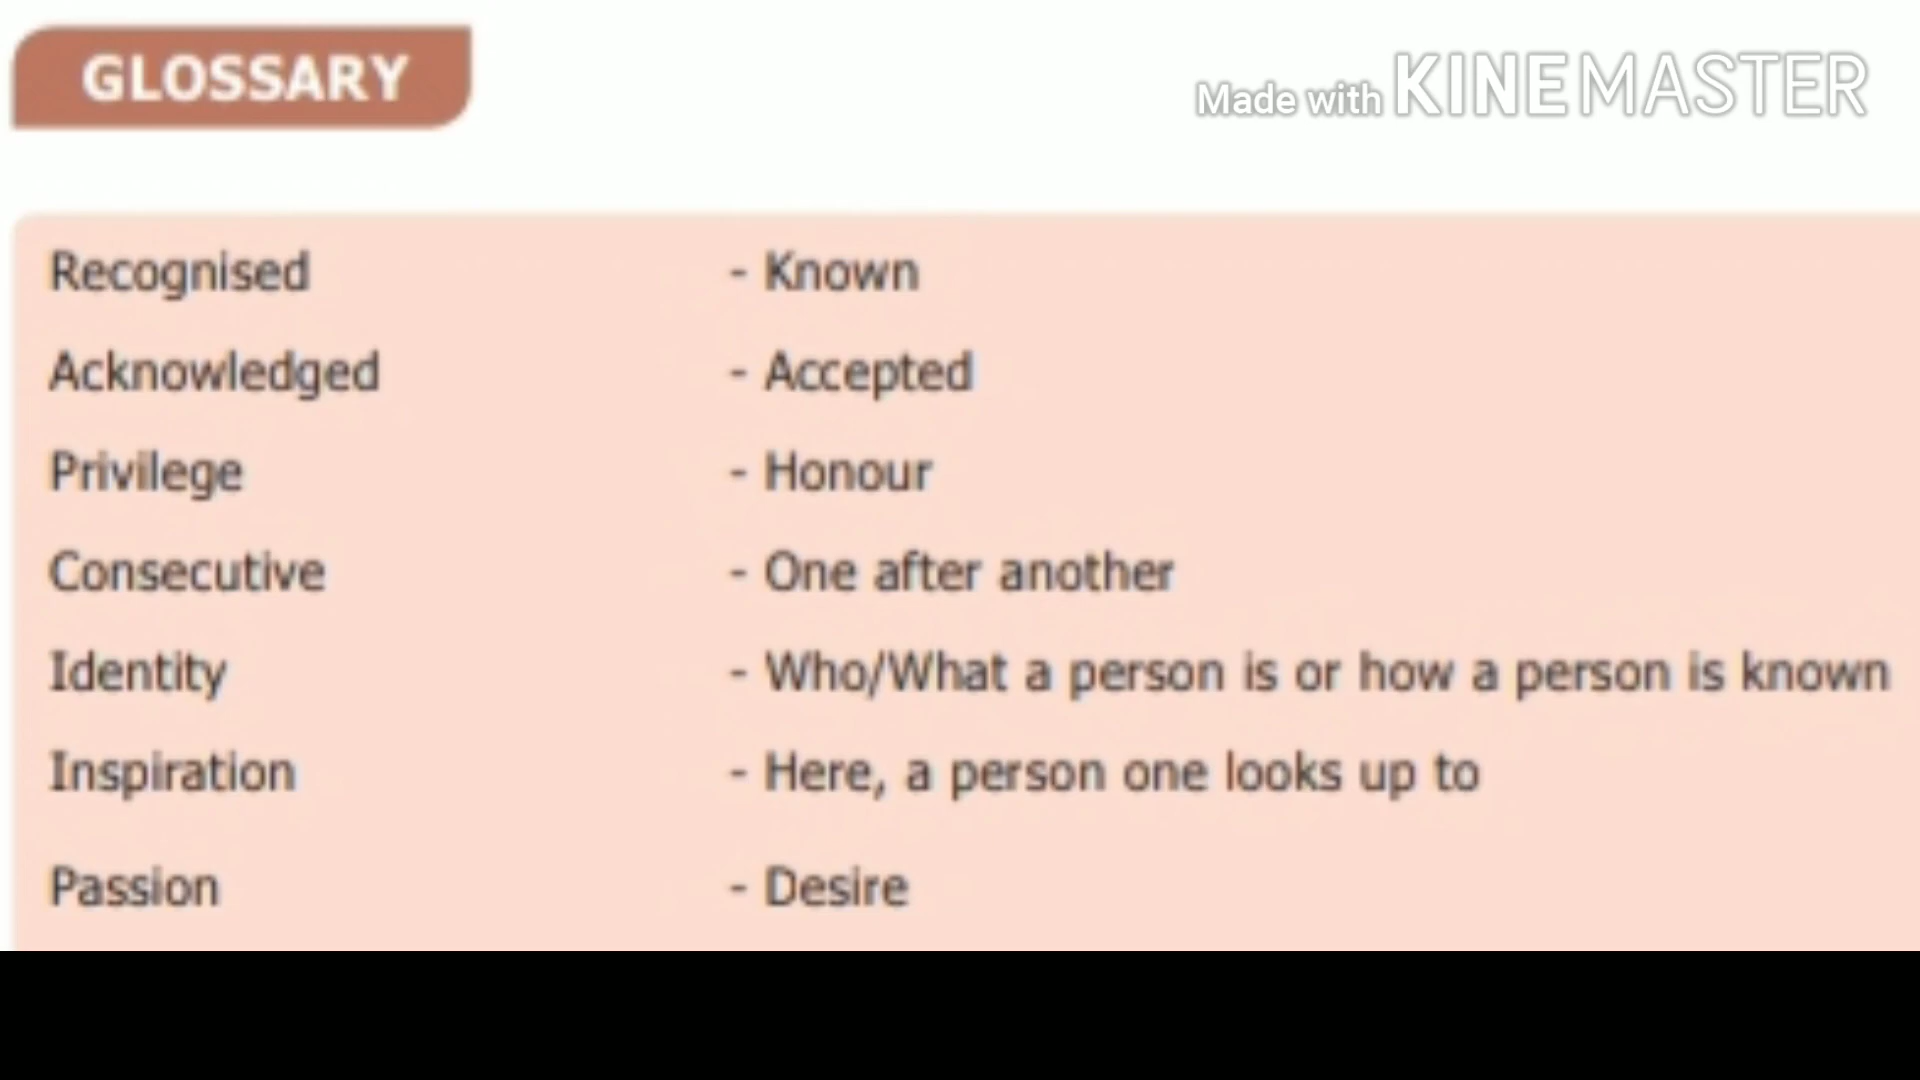 GLOSSARY
Made with KINEMASTER
Recognised - Known
Acknowledged - Accepted
Privilege - Honour
Consecutive - One after another
Identity - Who/What a person is or how a person is known
Inspiration - Here, a person one looks up to
Passion - Desire